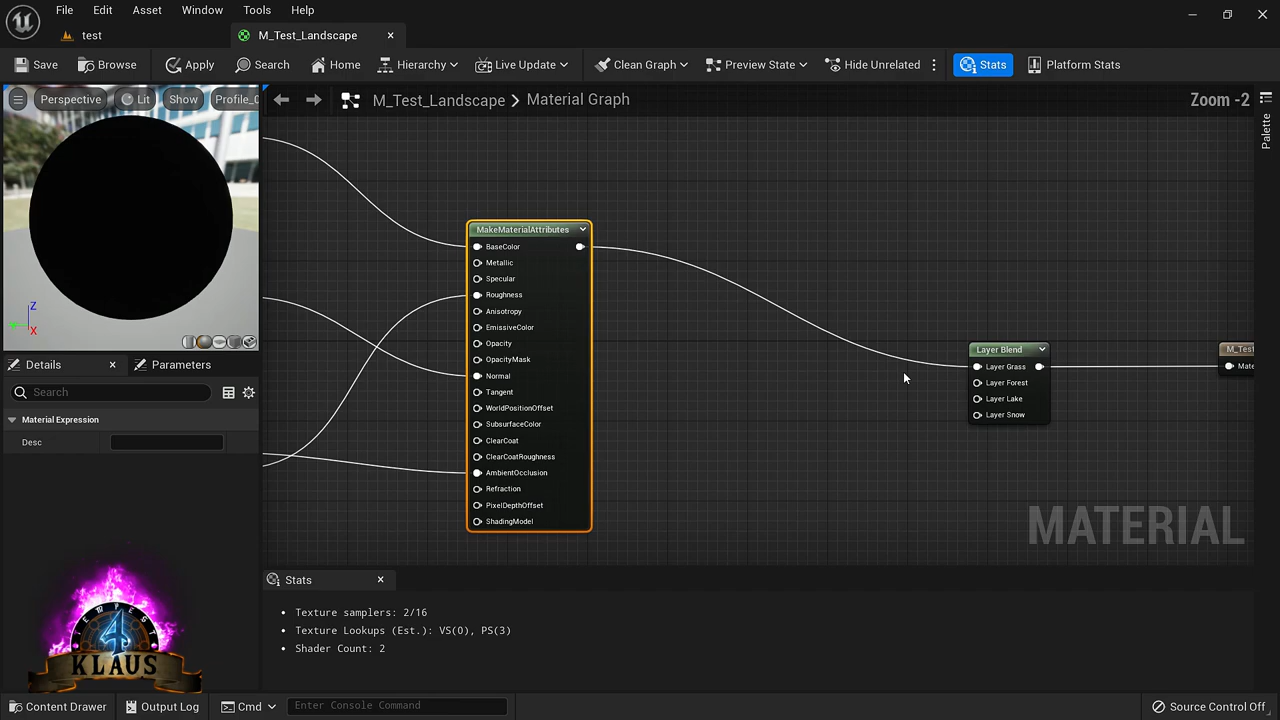 File Edit Asset Window Tools Help
test M_Test_Landscape
Save Browse Apply Search Home Hierarchy Live Update Clean Graph Preview State Hide Unrelated Stats Platform Stats
Perspective Lit Show Profile_0
M_Test_Landscape Material Graph Zoom -2
Palette
MakeMaterialAttributes
BaseColor
Metallic
Specular
Roughness
Anisotropy
EmissiveColor
Opacity
OpacityMask
Normal
Tangent
WorldPositionOffset
SubsurfaceColor
ClearCoat
ClearCoatRoughness
AmbientOcclusion
Refraction
PixelDepthOffset
ShadingModel
Layer Blend
Layer Grass
Layer Forest
Layer Lake
Layer Snow
M_Test
Mate
Z
X
Details Parameters
Search
Material Expression
Desc
MATERIAL
Stats
Texture samplers: 2/16
Texture Lookups (Est.): VS(0), PS(3)
Shader Count: 2
TEMPEST
4
KLAUS
Content Drawer Output Log Cmd Enter Console Command Source Control Off